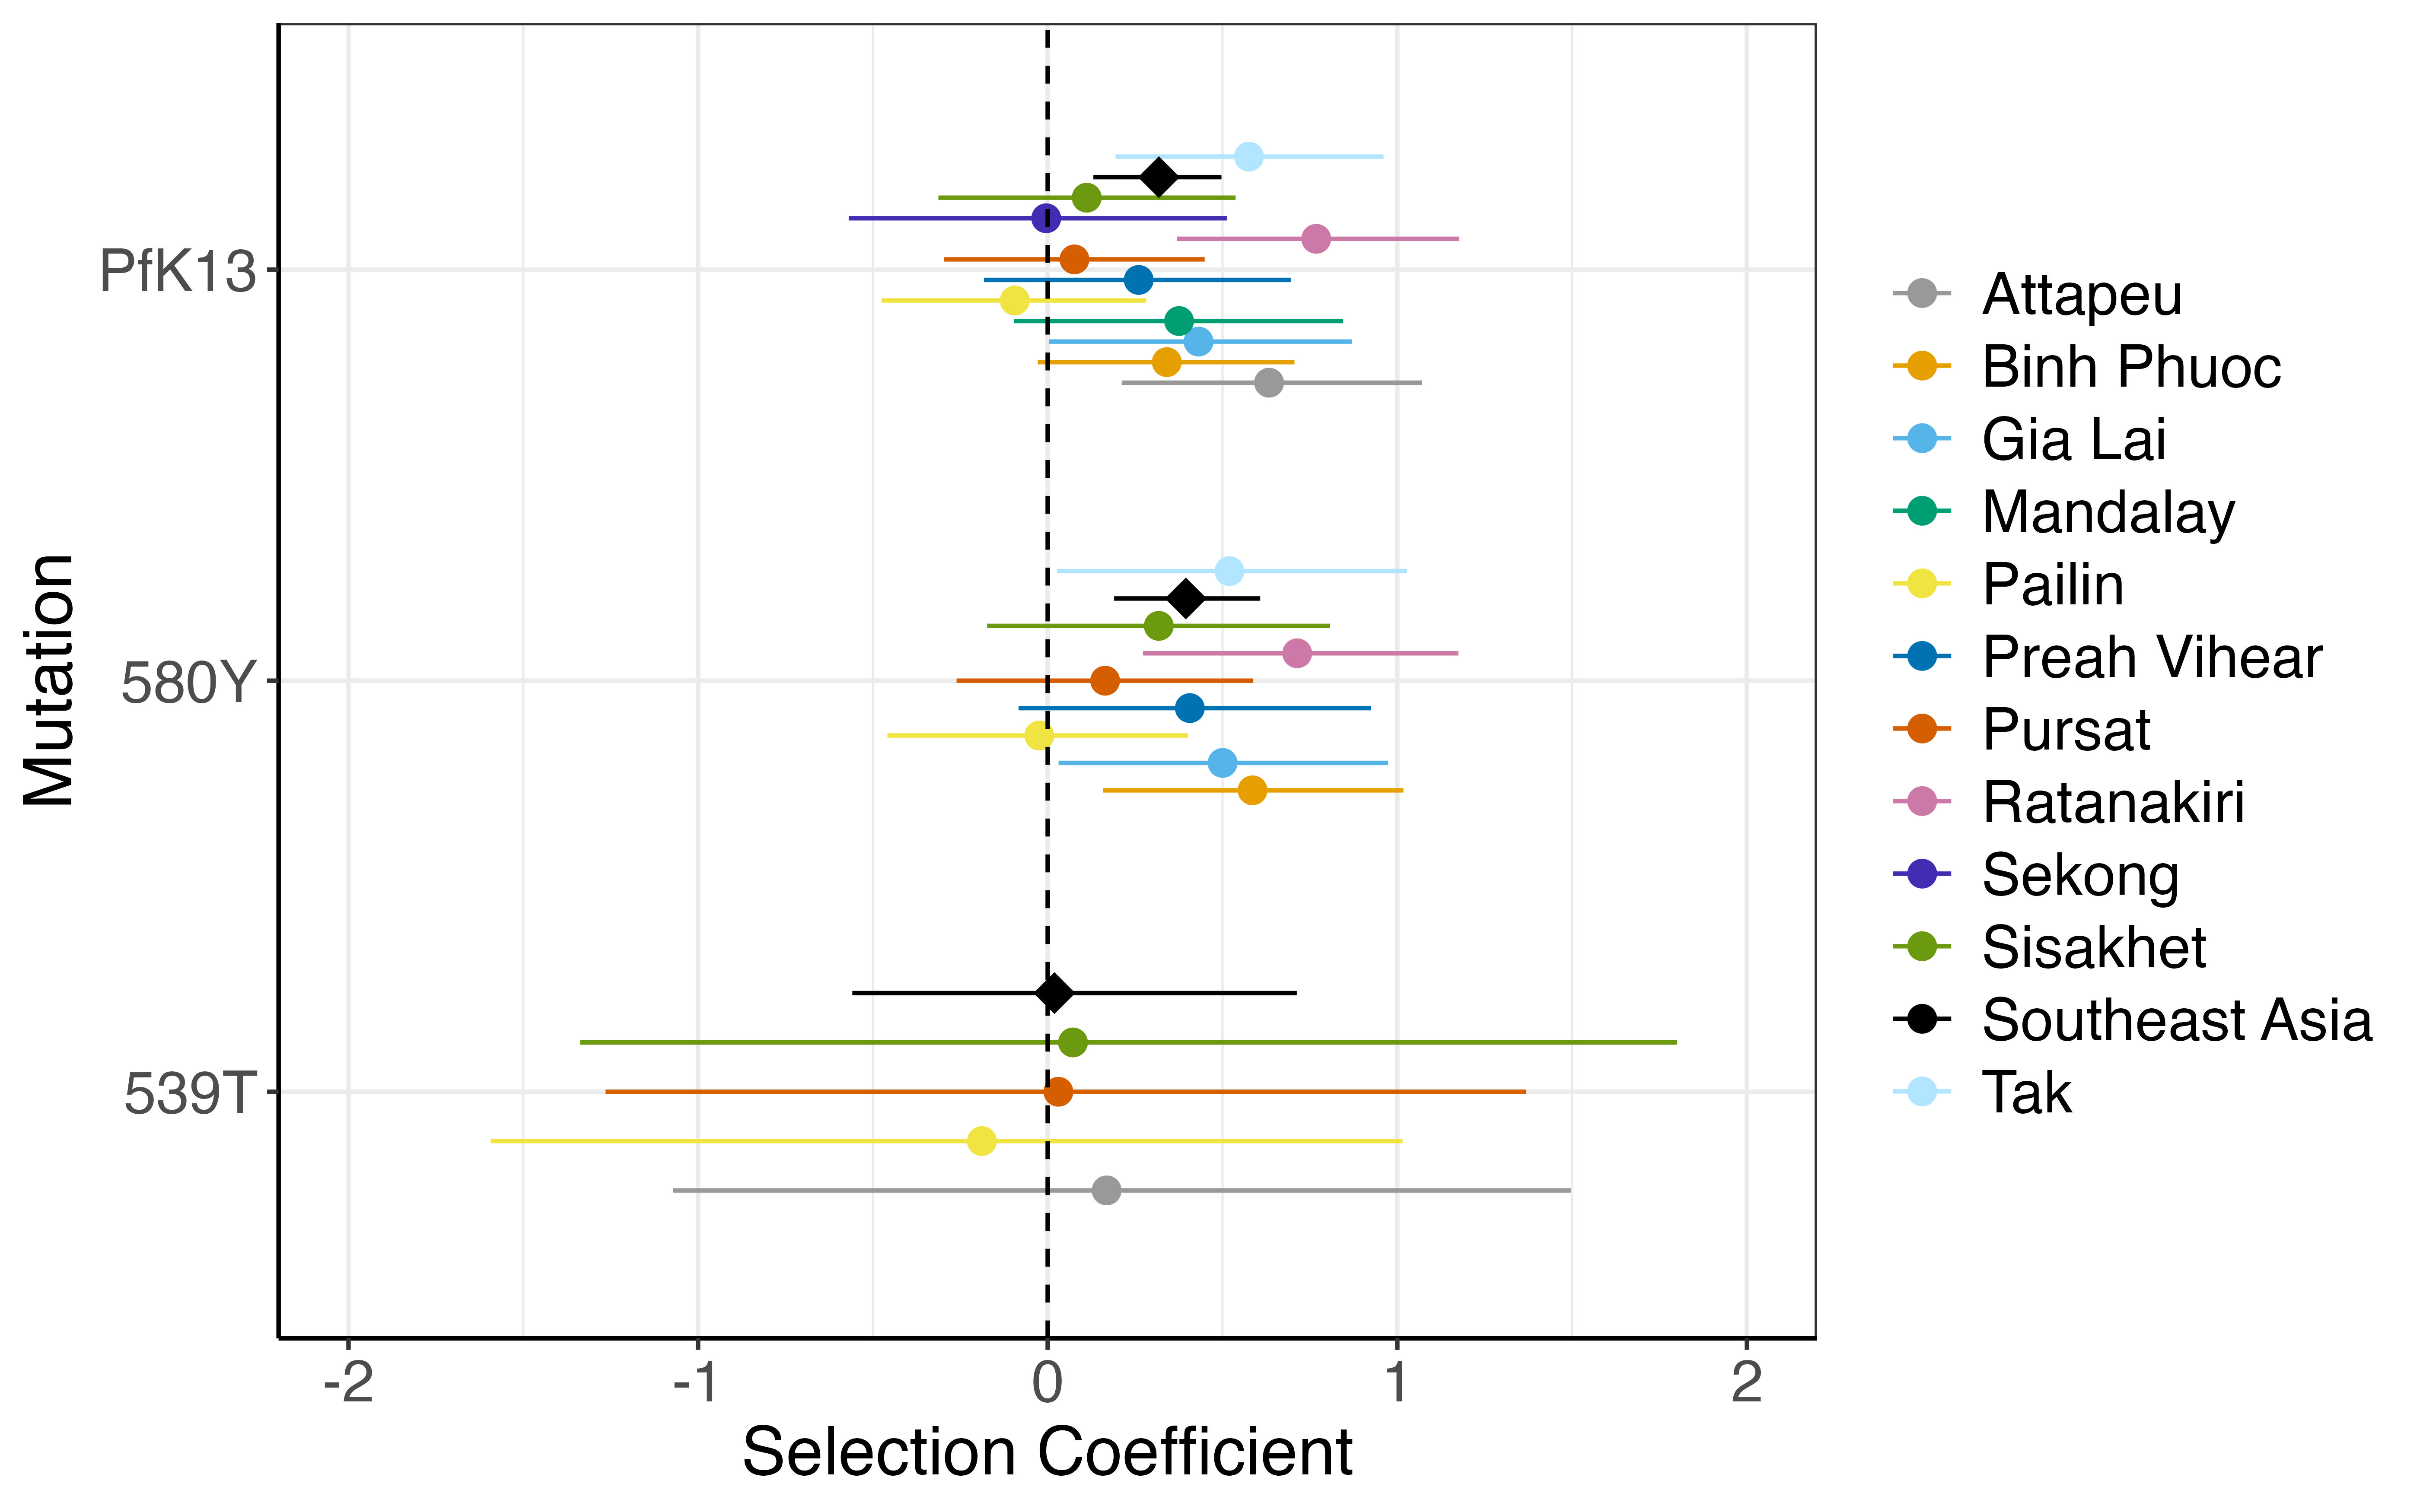 Mutation
PfK13
580Y
539T
-2
-1
0
1
2
Selection Coefficient
Attapeu
Binh Phuoc
Gia Lai
Mandalay
Pailin
Preah Vihear
Pursat
Ratanakiri
Sekong
Sisakhet
Southeast Asia
Tak